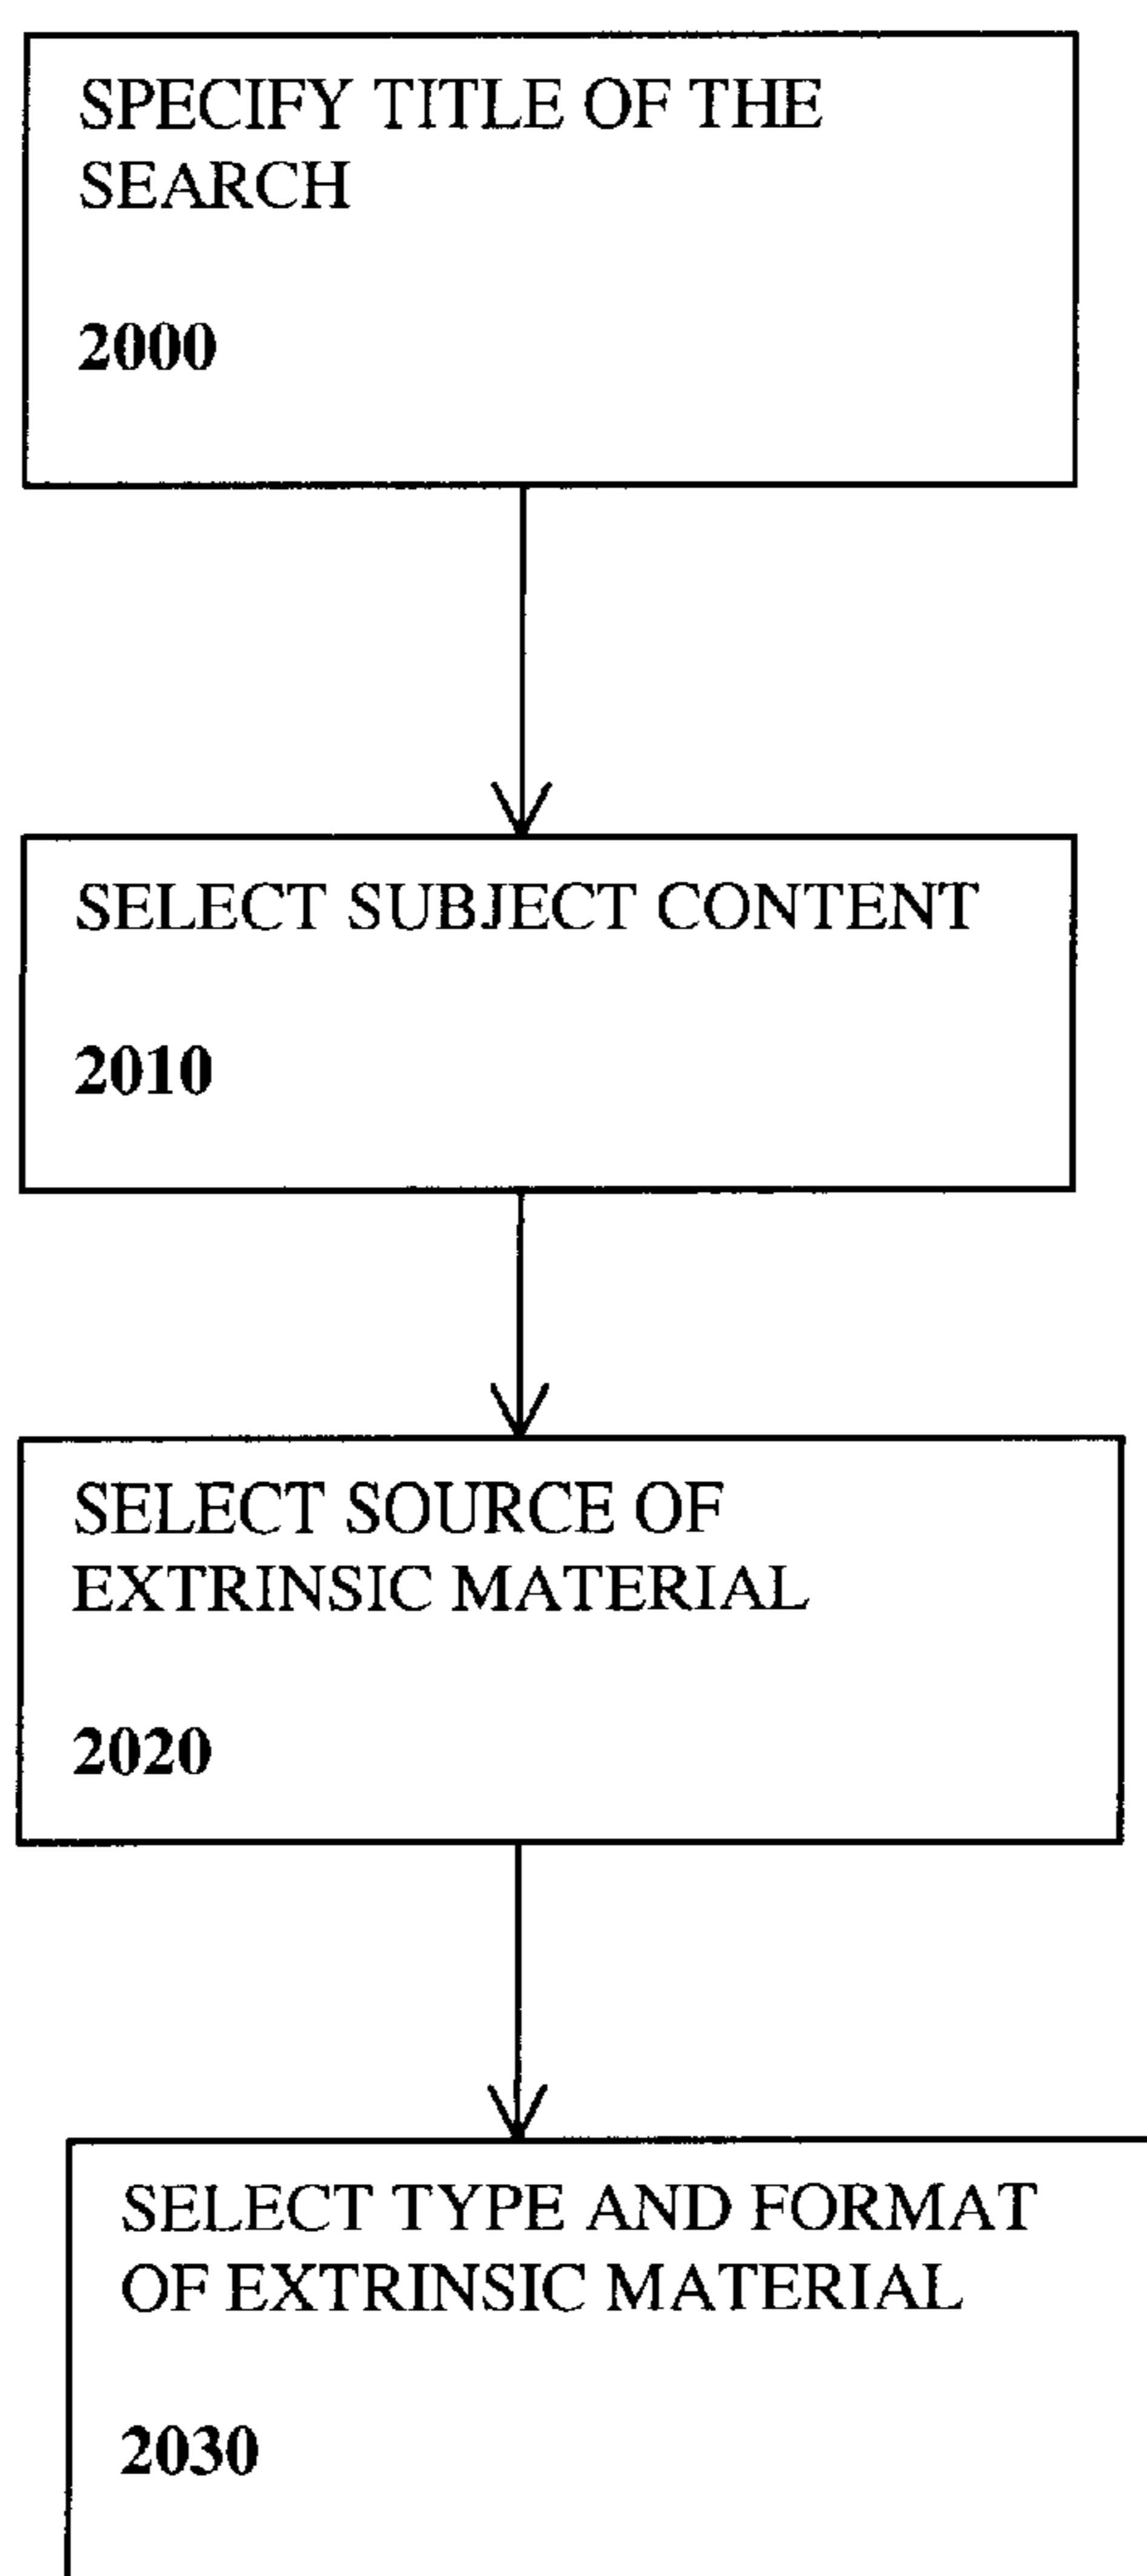 SPECIFY TITLE OF THE
SEARCH
2000
SELECT SUBJECT CONTENT
2010
SELECT SOURCE OF
EXTRINSIC MATERIAL
2020
SELECT TYPE AND FORMAT
OF EXTRINSIC MATERIAL
2030